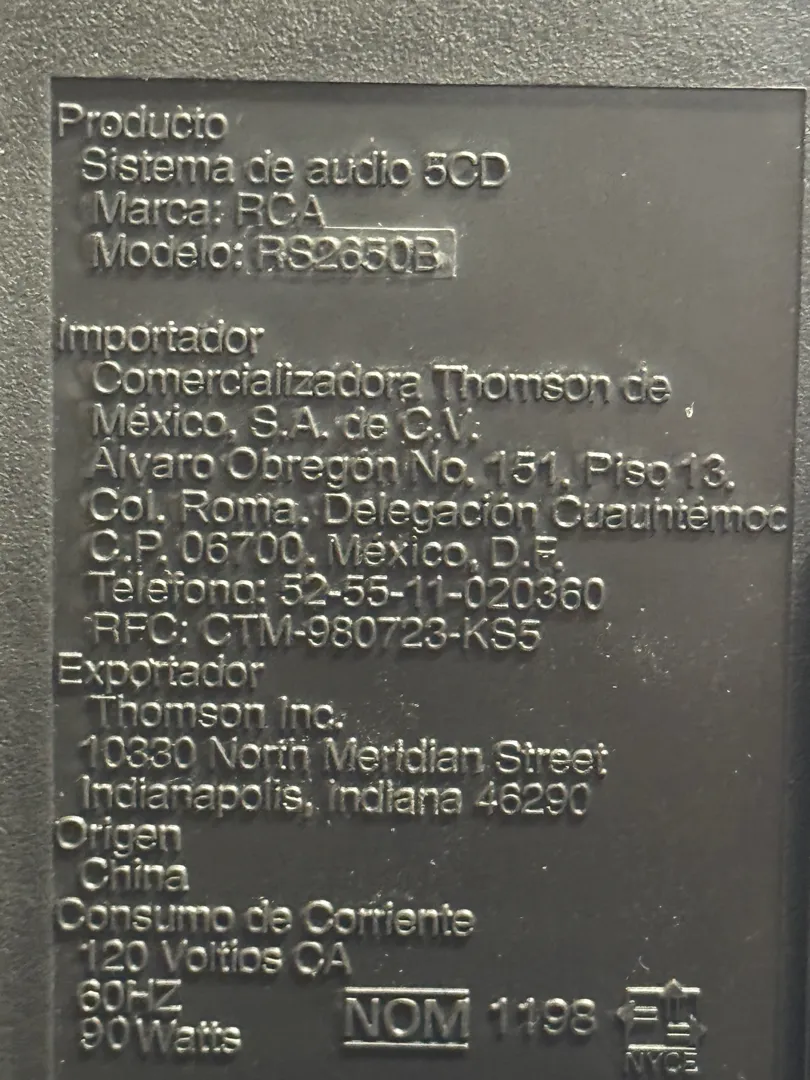 Producto
Sistema de audio 5CD
Marca: RCA
Modelo: RS2650B
Importador
Comercializadora Thomson de
México, S.A. de C.V.
Álvaro Obregón No. 151, Piso 13,
Col. Roma, Delegación Cuauhtémoc
C.P. 06700, México, D.F.
Teléfono: 52-55-11-020360
RFC: CTM-980723-KS5
Exportador
Thomson Inc.
10330 North Meridian Street
Indianapolis, Indiana 46290
Origen
China
Consumo de Corriente
120 Voltios CA
60HZ
90 Watts
NOM 1198
NYCE